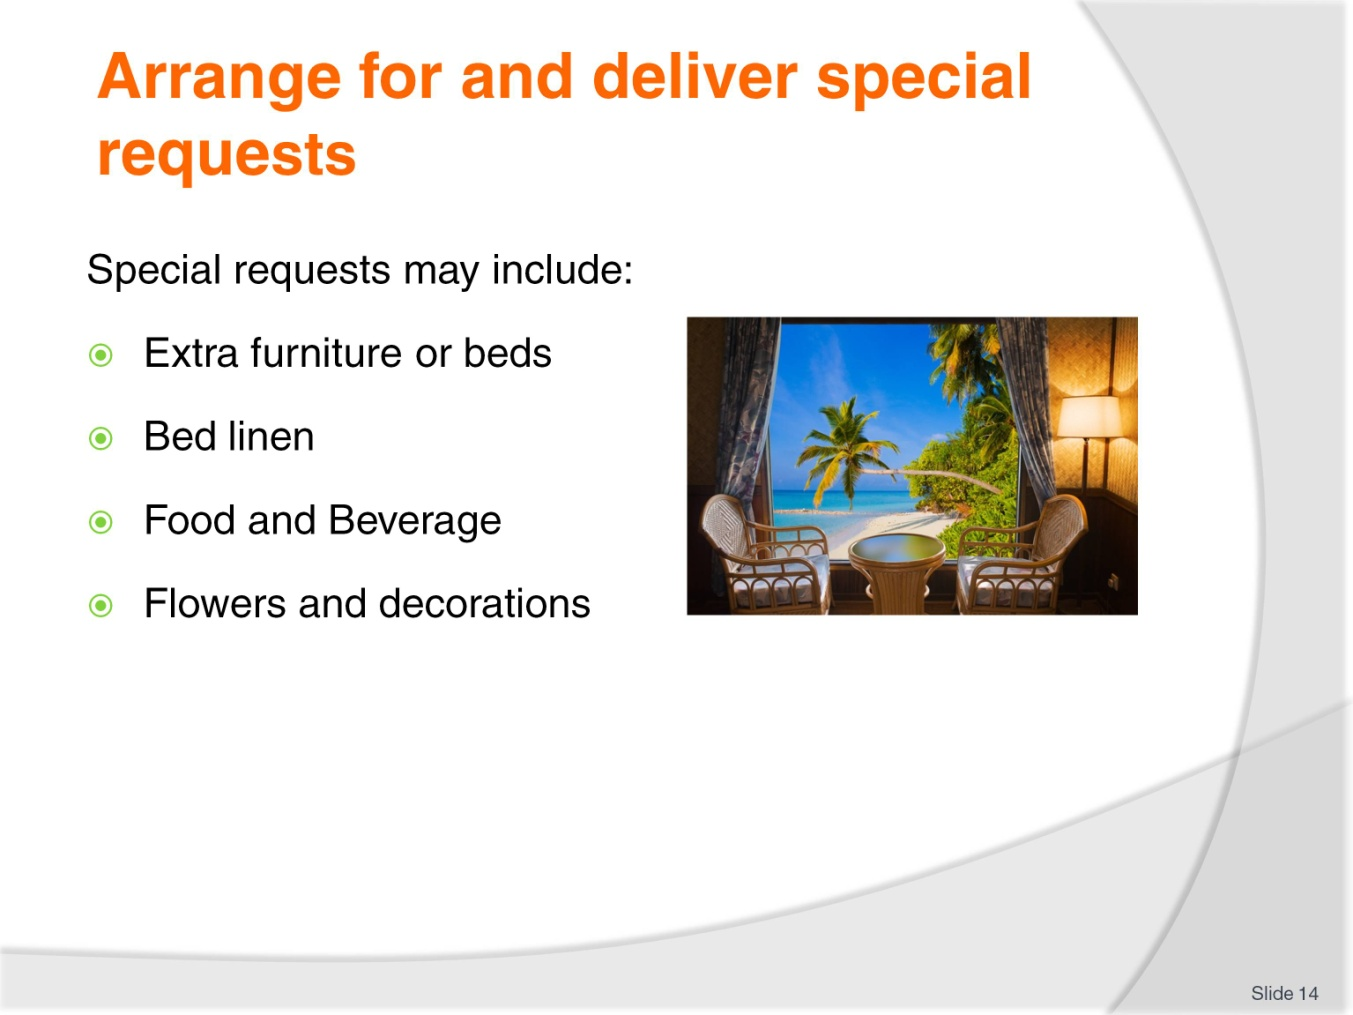 Arrange for and deliver special
requests
Special requests may include:
Extra furniture or beds
Bed linen
Food and Beverage
Flowers and decorations
Slide 14